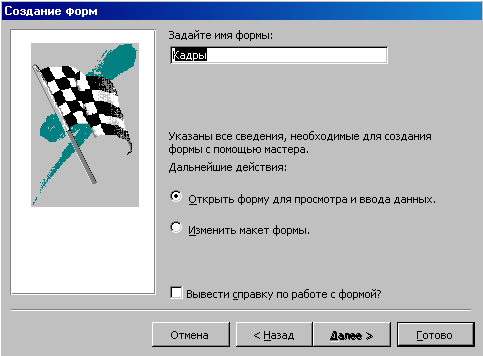 Создание форм
Задайте имя формы:
Кадры
Указаны все сведения, необходимые для создания
формы с помощью мастера.
Дальнейшие действия:
Открыть форму для просмотра и ввода данных.
Изменить макет формы.
Вывести справку по работе с формой?
Отмена
< Назад
Далее >
Готово